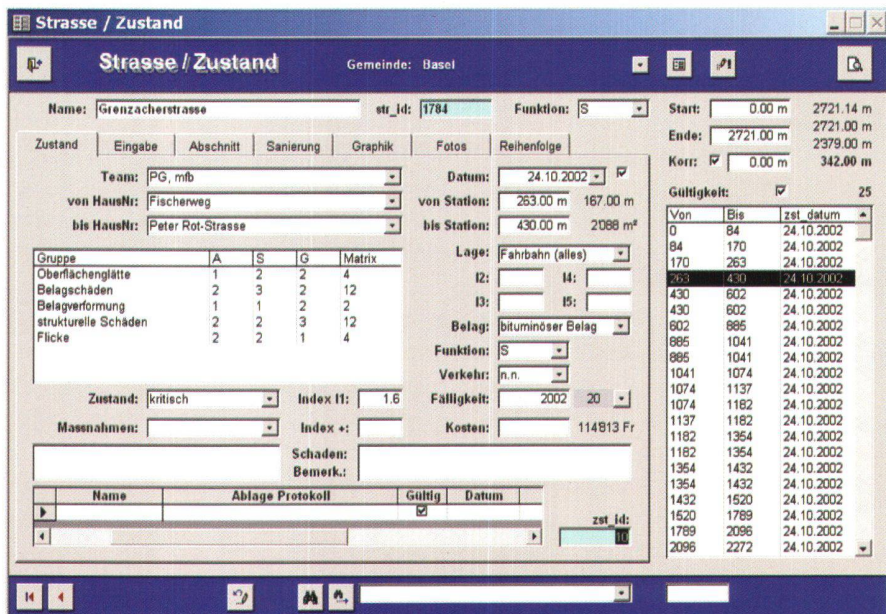 Strasse / Zustand
Strasse / Zustand Gemeinde: Basel
Name: Grenzacherstrasse str_id: 1784 Funktion: S
Start: 0.00 m 2721.14 m
Ende: 2721.00 m 2721.00 m
2379.00 m
Korr: 0.00 m 342.00 m
Gültigkeit: 25
Zustand Eingabe Abschnitt Sanierung Graphik Fotos Reihenfolge
Team: PG, mfb Datum: 24.10.2002
von HausNr: Fischerweg von Station: 263.00 m 167.00 m
bis HausNr: Peter Rot-Strasse bis Station: 430.00 m 2'088 m²
Gruppe A S G Matrix
Oberflächenglätte 1 2 2 4
Belagschäden 2 3 2 12
Belagverformung 1 1 2 2
strukturelle Schäden 2 2 3 12
Flicke 2 2 1 4
Lage: Fahrbahn (alles)
I2: I4:
I3: I5:
Belag: bituminöser Belag
Funktion: S
Verkehr: n.n.
Zustand: kritisch Index I1: 1.6 Fälligkeit: 2002 20
Massnahmen: Index +: Kosten: 114'813 Fr
Schaden:
Bemerk.:
Name Ablage Protokoll Gültig Datum
zst_id:
10
Von Bis zst_datum
0 84 24.10.2002
84 170 24.10.2002
170 263 24.10.2002
263 430 24.10.2002
430 602 24.10.2002
430 602 24.10.2002
602 885 24.10.2002
885 1041 24.10.2002
885 1041 24.10.2002
1041 1074 24.10.2002
1074 1137 24.10.2002
1074 1182 24.10.2002
1137 1182 24.10.2002
1182 1354 24.10.2002
1182 1354 24.10.2002
1354 1432 24.10.2002
1354 1432 24.10.2002
1432 1520 24.10.2002
1520 1789 24.10.2002
1789 2096 24.10.2002
2096 2272 24.10.2002